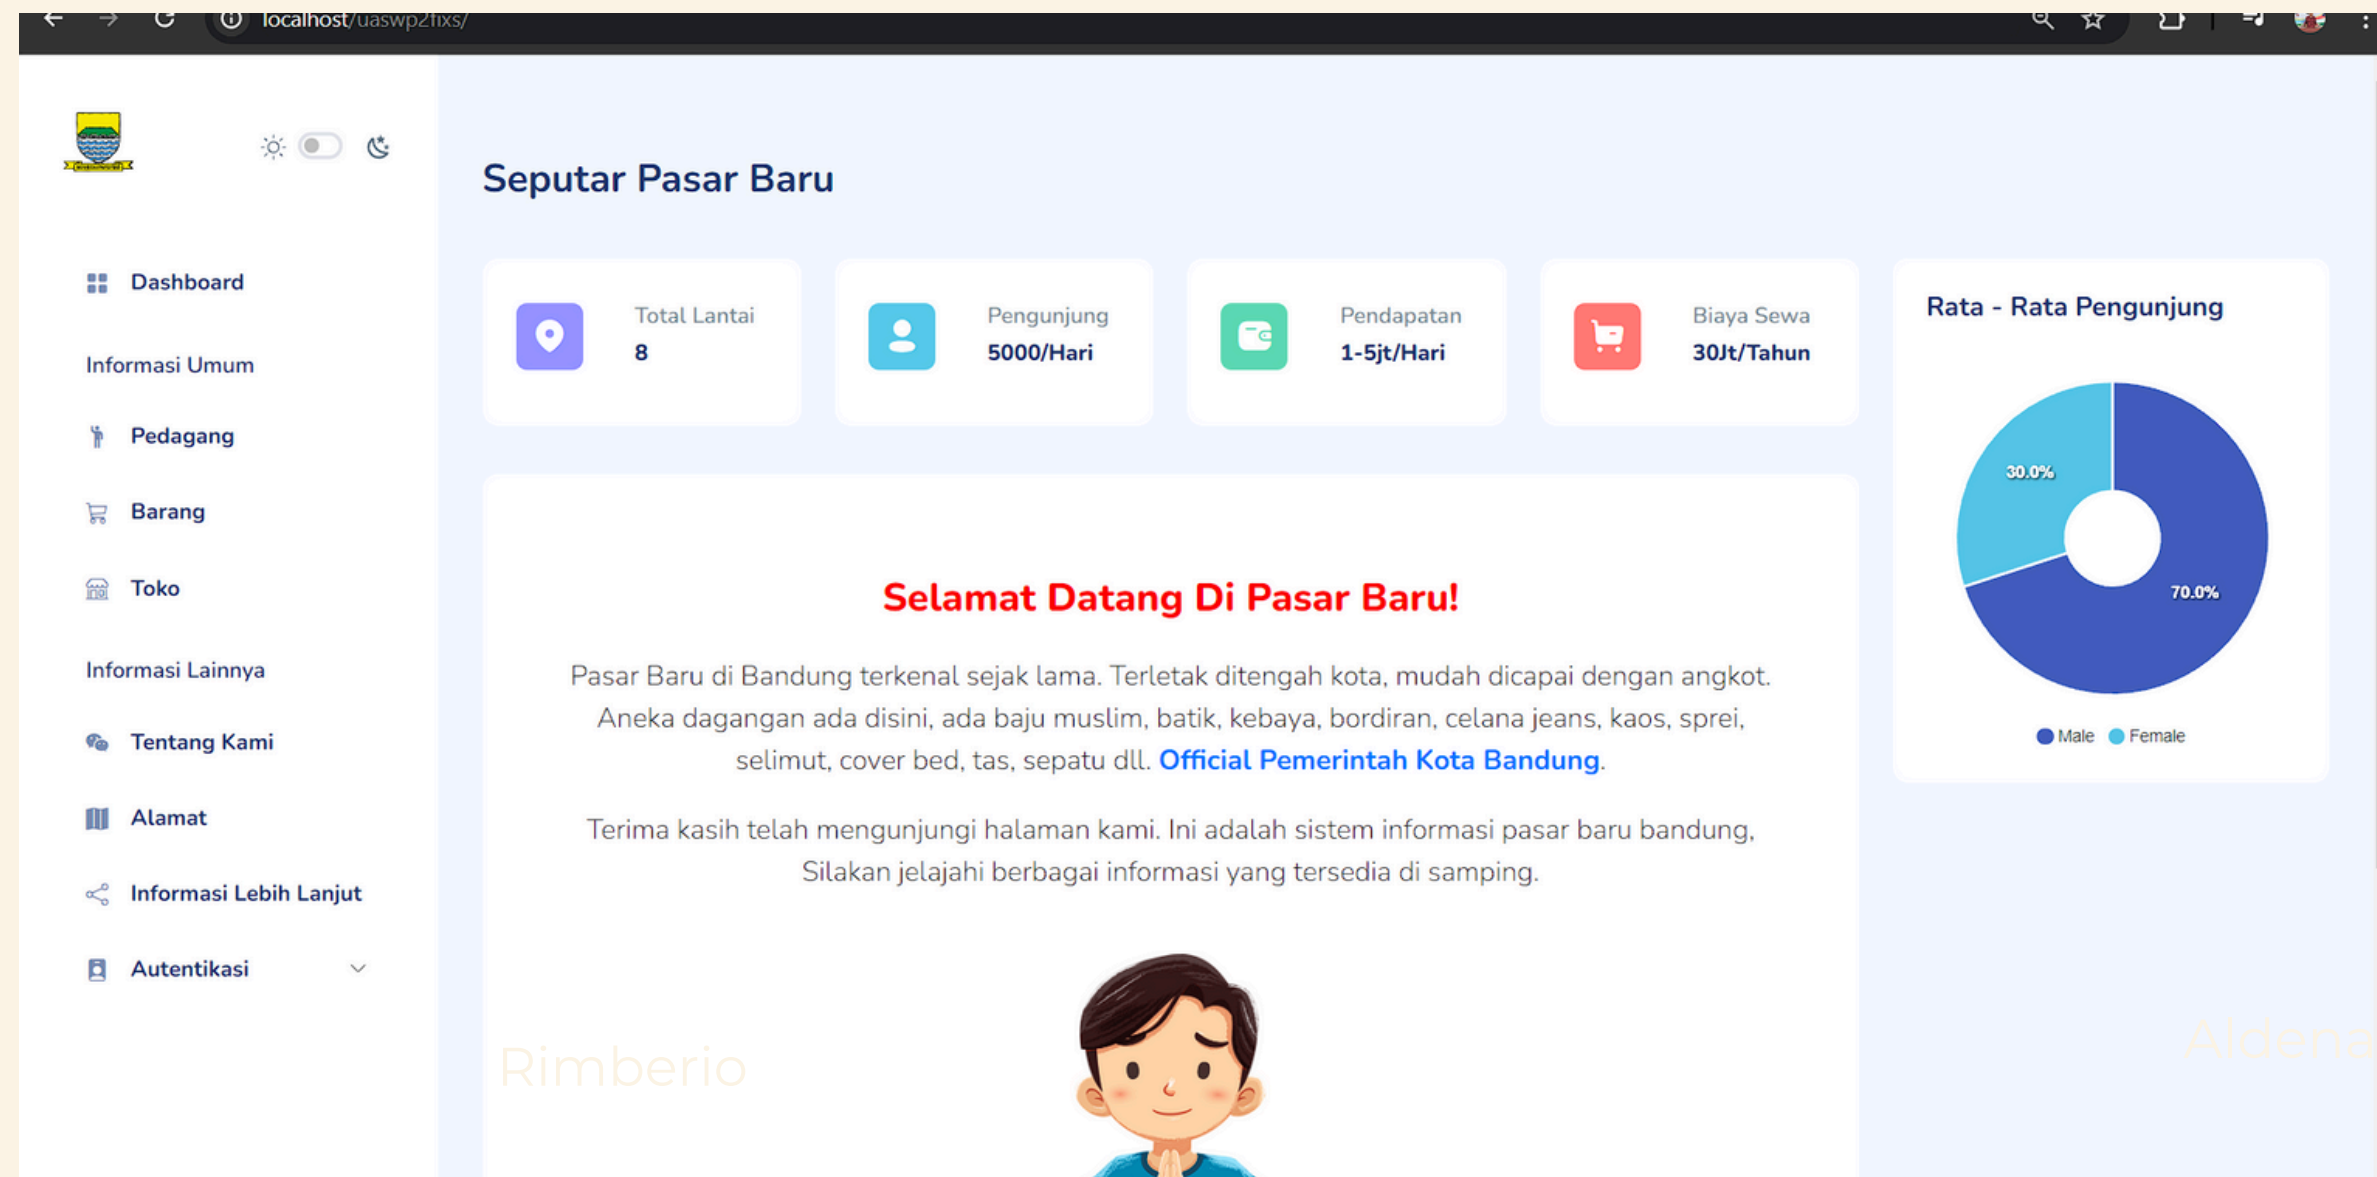 localhost/uaswp2fixs/
Seputar Pasar Baru
Dashboard
Informasi Umum
Pedagang
Barang
Toko
Informasi Lainnya
Tentang Kami
Alamat
Informasi Lebih Lanjut
Autentikasi
Total Lantai
8
Pengunjung
5000/Hari
Pendapatan
1-5jt/Hari
Biaya Sewa
30Jt/Tahun
Selamat Datang Di Pasar Baru!
Pasar Baru di Bandung terkenal sejak lama. Terletak ditengah kota, mudah dicapai dengan angkot.
Aneka dagangan ada disini, ada baju muslim, batik, kebaya, bordiran, celana jeans, kaos, sprei,
selimut, cover bed, tas, sepatu dll. Official Pemerintah Kota Bandung.
Terima kasih telah mengunjungi halaman kami. Ini adalah sistem informasi pasar baru bandung,
Silakan jelajahi berbagai informasi yang tersedia di samping.
Rata - Rata Pengunjung
30.0%
70.0%
Male Female
Rimberio
Aldena